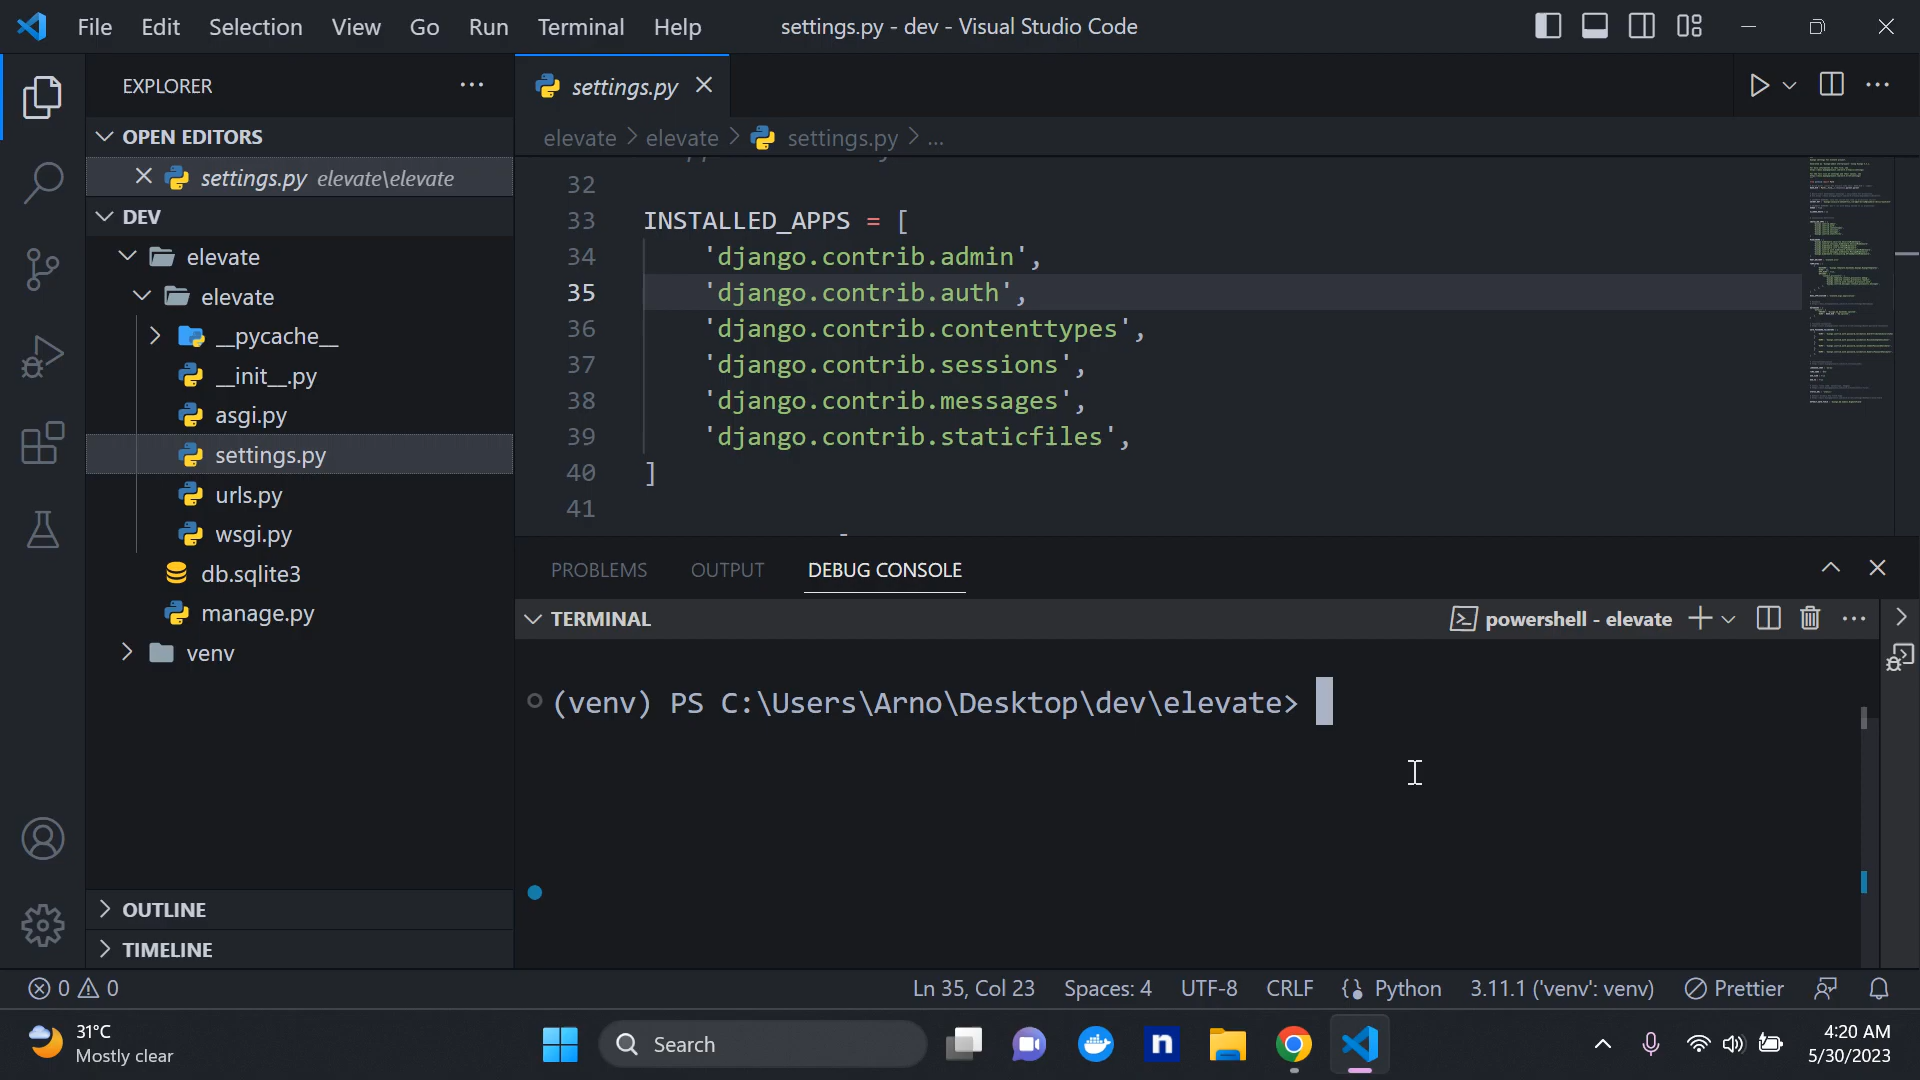 File Edit Selection View Go Run Terminal Help
settings.py - dev - Visual Studio Code
EXPLORER
OPEN EDITORS
settings.py elevate\elevate
DEV
elevate
elevate
__pycache__
__init__.py
asgi.py
settings.py
urls.py
wsgi.py
db.sqlite3
manage.py
venv
OUTLINE
TIMELINE
settings.py
elevate > elevate > settings.py > ...
32
33 INSTALLED_APPS = [
34 'django.contrib.admin',
35 'django.contrib.auth',
36 'django.contrib.contenttypes',
37 'django.contrib.sessions',
38 'django.contrib.messages',
39 'django.contrib.staticfiles',
40 ]
41
PROBLEMS OUTPUT DEBUG CONSOLE
TERMINAL
powershell - elevate
(venv) PS C:\Users\Arno\Desktop\dev\elevate>
0 0
Ln 35, Col 23 Spaces: 4 UTF-8 CRLF Python 3.11.1 ('venv': venv) Prettier
31°C
Mostly clear
Search
n
4:20 AM
5/30/2023